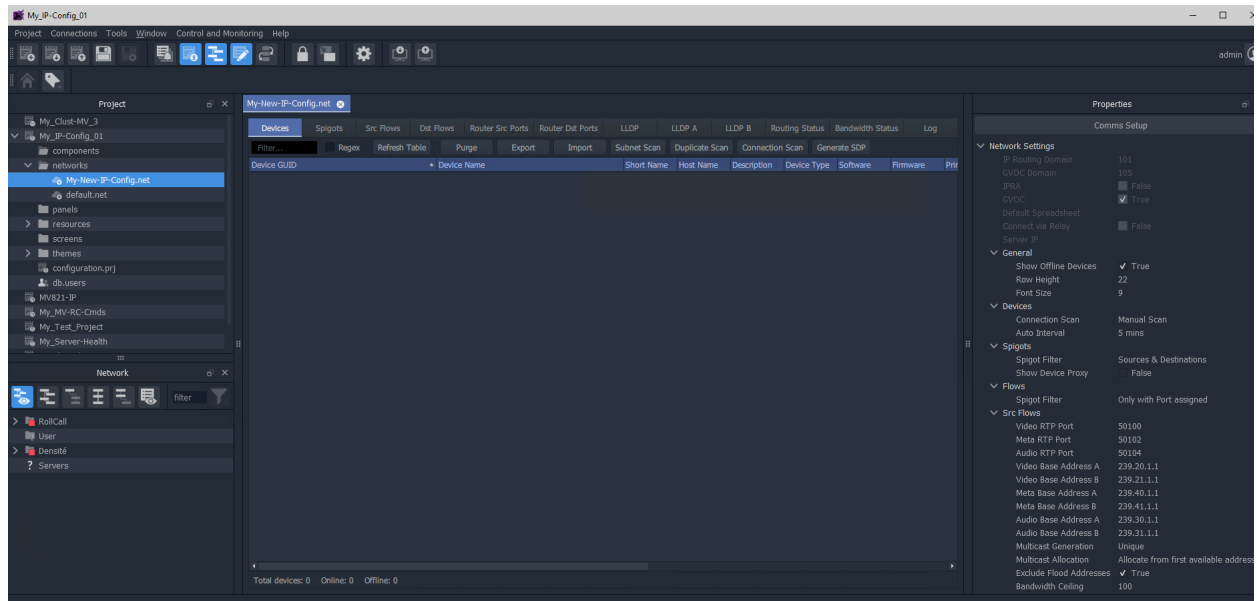 My_IP-Config_01
Project Connections Tools Window Control and Monitoring Help
admin
Project
My_Clust-MV_3
My_IP-Config_01
components
networks
My-New-IP-Config.net
default.net
panels
resources
screens
themes
configuration.prj
db.users
MV821-IP
My_MV-RC-Cmds
My_Test_Project
My_Server-Health
Network
filter
RollCall
User
Densité
? Servers
My-New-IP-Config.net
Devices Spigots Src Flows Dst Flows Router Src Ports Router Dst Ports LLDP LLDP A LLDP B Routing Status Bandwidth Status Log
Filter... Regex Refresh Table Purge Export Import Subnet Scan Duplicate Scan Connection Scan Generate SDP
Device GUID Device Name Short Name Host Name Description Device Type Software Firmware Prin
Total devices: 0 Online: 0 Offline: 0
Properties
Comms Setup
Network Settings
IP Routing Domain 101
GVOC Domain 105
IPRA False
GVOC True
Default Spreadsheet
Connect via Relay False
Server IP
General
Show Offline Devices True
Row Height 22
Font Size 9
Devices
Connection Scan Manual Scan
Auto Interval 5 mins
Spigots
Spigot Filter Sources & Destinations
Show Device Proxy False
Flows
Spigot Filter Only with Port assigned
Src Flows
Video RTP Port 50100
Meta RTP Port 50102
Audio RTP Port 50104
Video Base Address A 239.20.1.1
Video Base Address B 239.21.1.1
Meta Base Address A 239.40.1.1
Meta Base Address B 239.41.1.1
Audio Base Address A 239.30.1.1
Audio Base Address B 239.31.1.1
Multicast Generation Unique
Multicast Allocation Allocate from first available address
Exclude Flood Addresses True
Bandwidth Ceiling 100